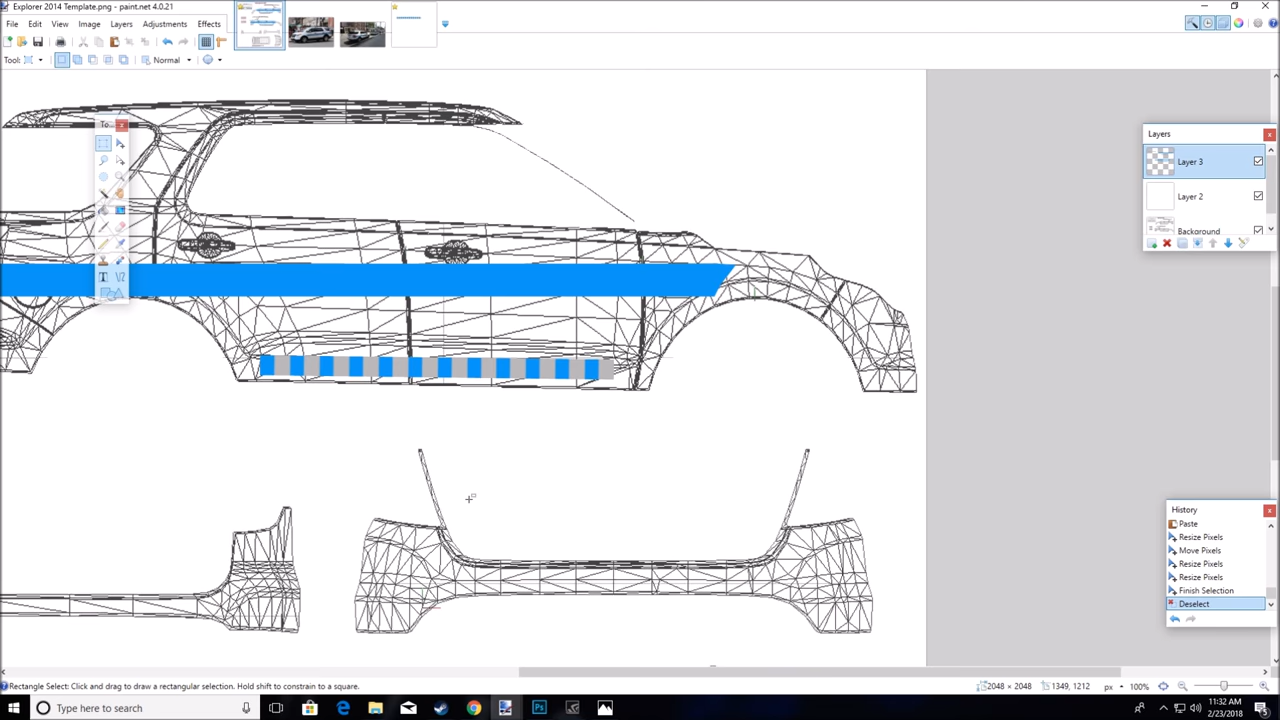 Explorer 2014 Template.png - paint.net 4.0.21
File Edit View Image Layers Adjustments Effects
Tool: Normal
To...
T
Layers
Layer 3
Layer 2
Background
History
Paste
Resize Pixels
Move Pixels
Resize Pixels
Resize Pixels
Finish Selection
Deselect
Rectangle Select: Click and drag to draw a rectangular selection. Hold shift to constrain to a square.
2048 × 2048 1349, 1212 px 100%
Type here to search
Ps
11:32 AM
2/23/2018